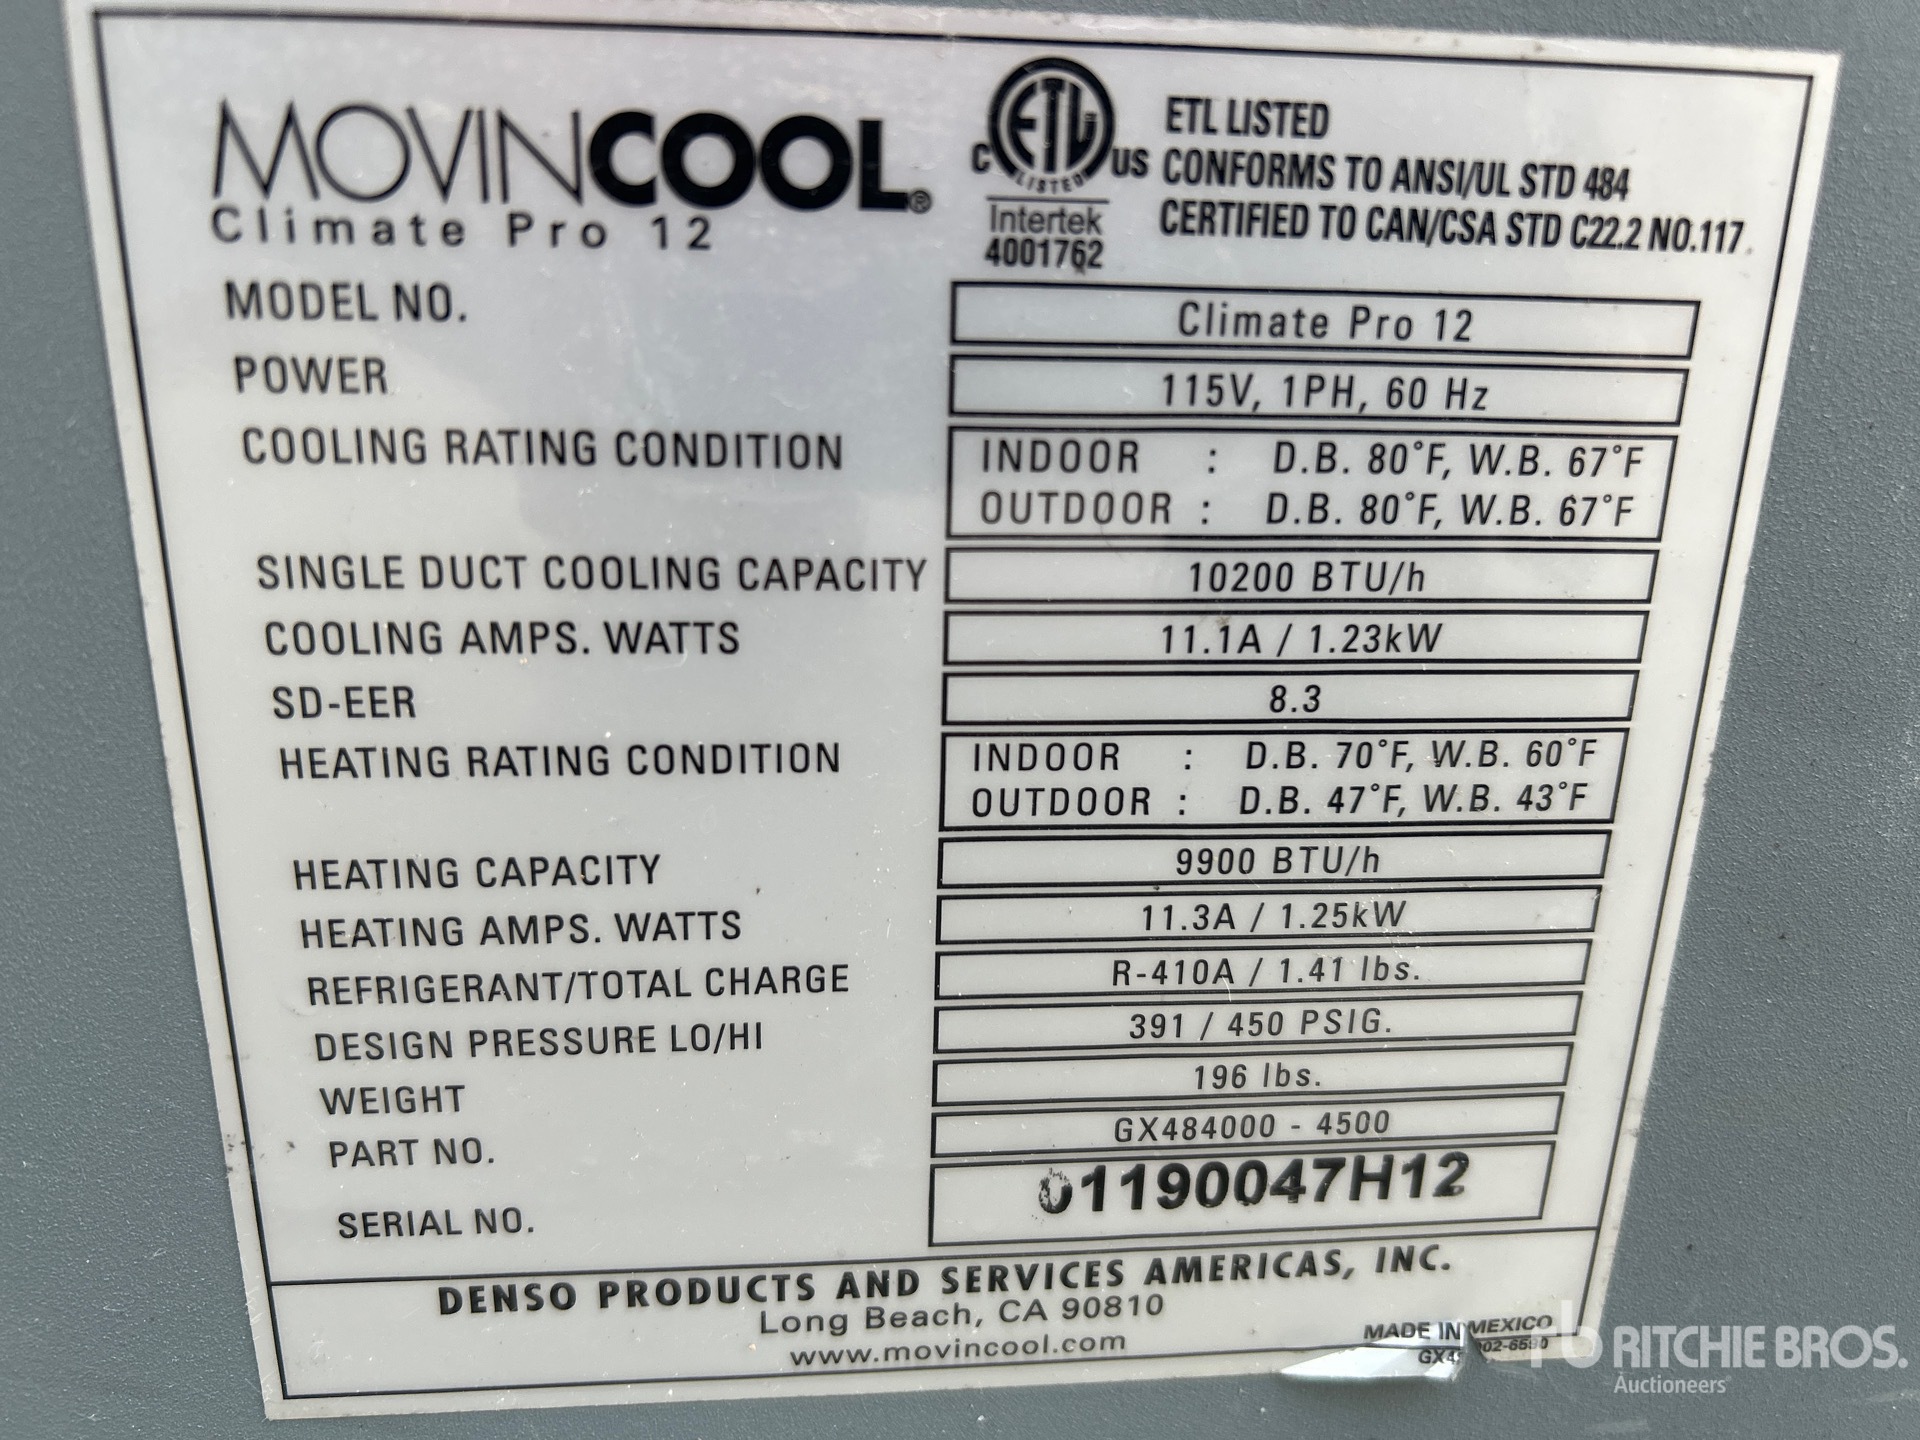 MOVINCOOL®
Climate Pro 12
C ETL LISTED US
Intertek
4001762
ETL LISTED
CONFORMS TO ANSI/UL STD 484
CERTIFIED TO CAN/CSA STD C22.2 NO.117
MODEL NO. Climate Pro 12
POWER 115V, 1PH, 60 Hz
COOLING RATING CONDITION INDOOR : D.B. 80°F, W.B. 67°F
OUTDOOR : D.B. 80°F, W.B. 67°F
SINGLE DUCT COOLING CAPACITY 10200 BTU/h
COOLING AMPS. WATTS 11.1A / 1.23kW
SD-EER 8.3
HEATING RATING CONDITION INDOOR : D.B. 70°F, W.B. 60°F
OUTDOOR : D.B. 47°F, W.B. 43°F
HEATING CAPACITY 9900 BTU/h
HEATING AMPS. WATTS 11.3A / 1.25kW
REFRIGERANT/TOTAL CHARGE R-410A / 1.41 lbs.
DESIGN PRESSURE LO/HI 391 / 450 PSIG.
WEIGHT 196 lbs.
PART NO. GX484000 - 4500
SERIAL NO. 01190047H12
DENSO PRODUCTS AND SERVICES AMERICAS, INC.
Long Beach, CA 90810
www.movincool.com
MADE IN MEXICO
rb RITCHIE BROS.
Auctioneers